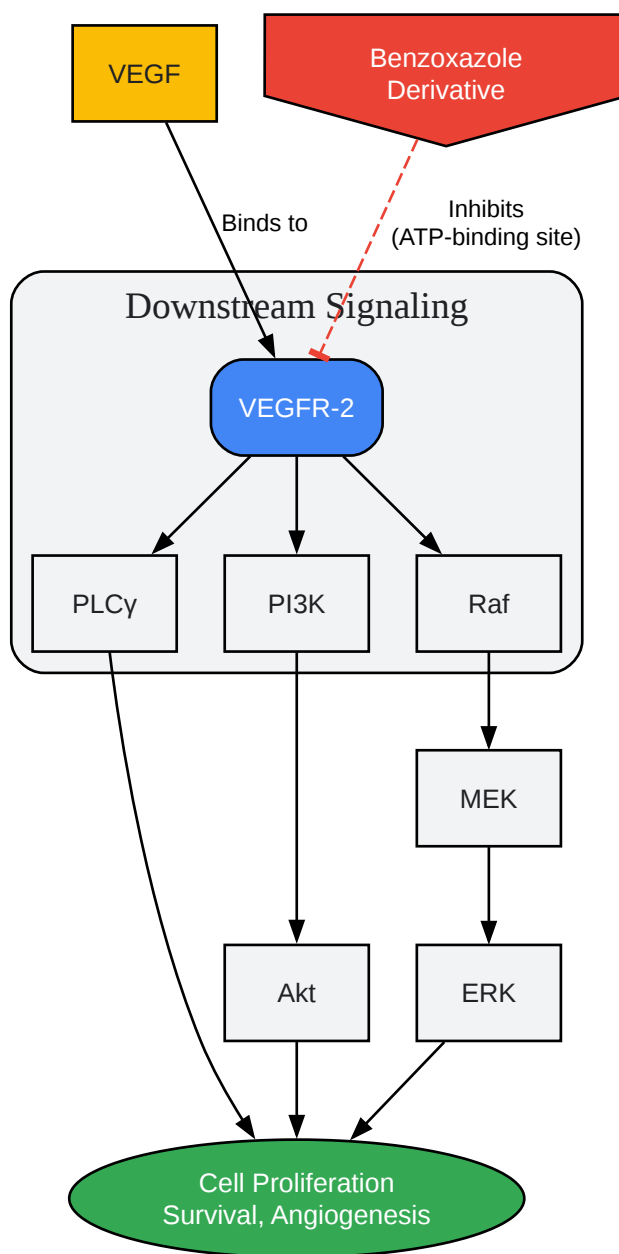 VEGF
Benzoxazole
Derivative
Binds to
Inhibits
(ATP-binding site)
Downstream Signaling
VEGFR-2
PLCγ
PI3K
Raf
MEK
Akt
ERK
Cell Proliferation
Survival, Angiogenesis